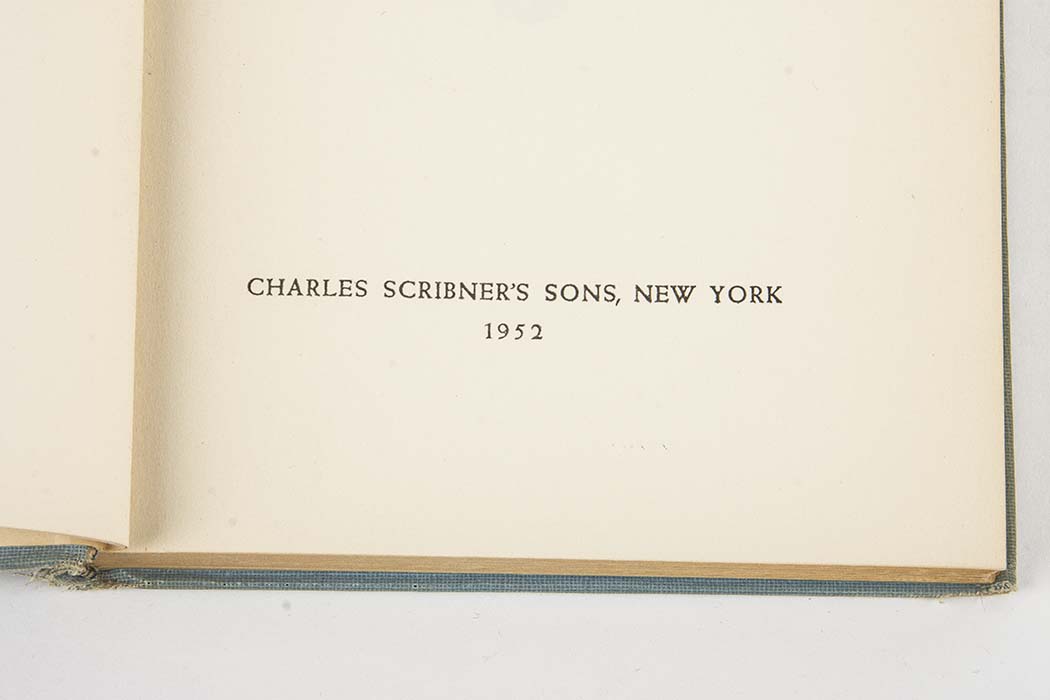 CHARLES SCRIBNER'S SONS, NEW YORK
1952